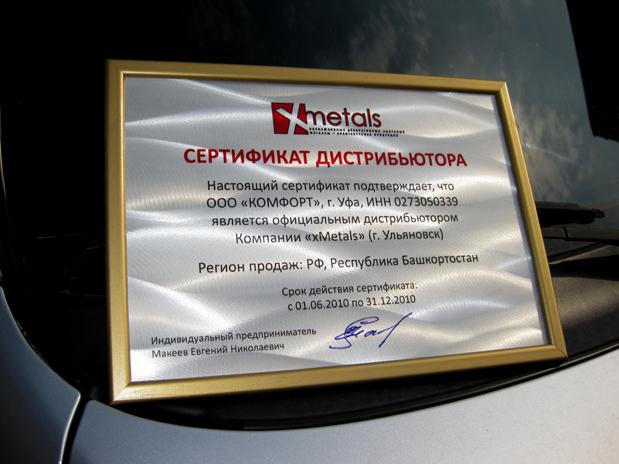 xmetals
СЕРТИФИКАТ ДИСТРИБЬЮТОРА
Настоящий сертификат подтверждает, что
ООО «КОМФОРТ», г. Уфа, ИНН 0273050339
является официальным дистрибьютором
Компании «xMetals» (г. Ульяновск)
Регион продаж: РФ, Республика Башкортостан
Срок действия сертификата:
с 01.06.2010 по 31.12.2010
Индивидуальный предприниматель
Макеев Евгений Николаевич